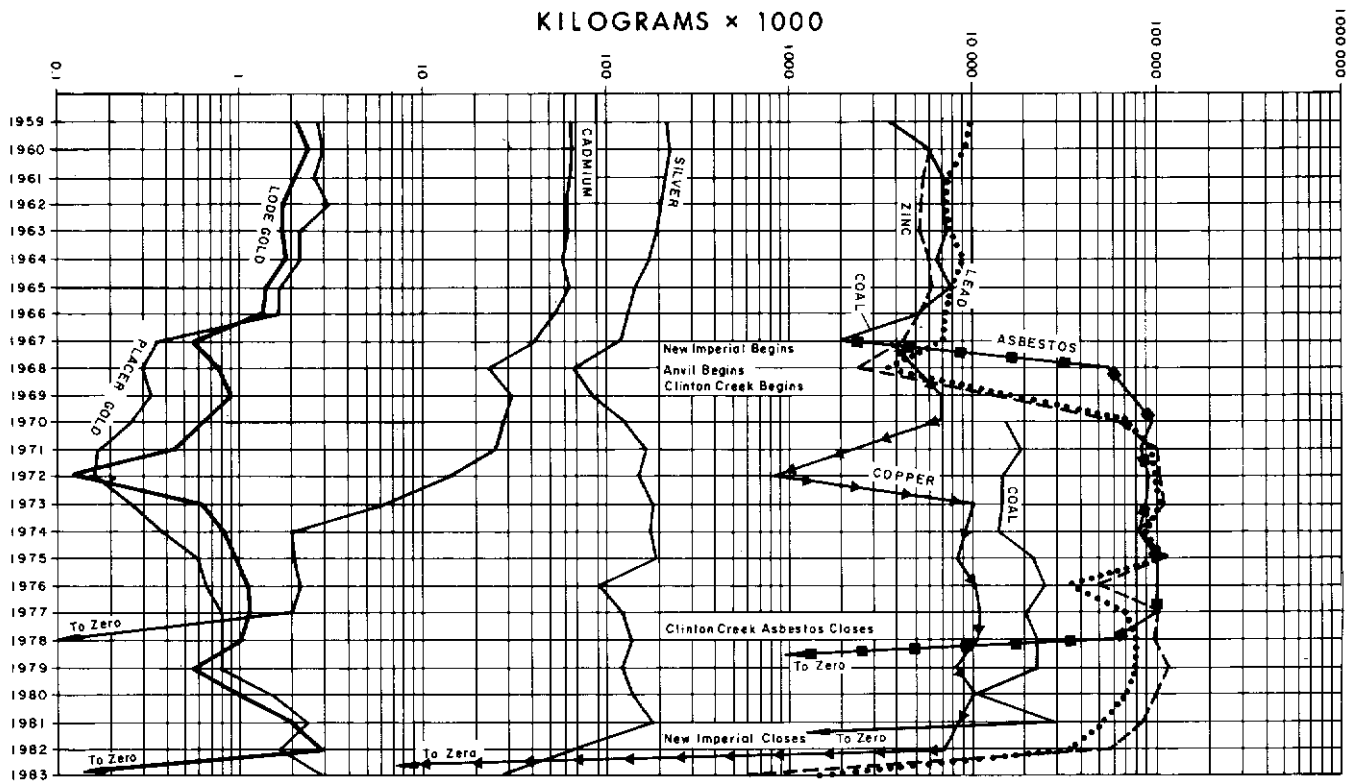 KILOGRAMS × 1000
0.1
1
10
100
1000
10 000
100 000
1 000 000
1959
1960
1961
1962
1963
1964
1965
1966
1967
1968
1969
1970
1971
1972
1973
1974
1975
1976
1977
1978
1979
1980
1981
1982
1983
LODE GOLD
PLACER GOLD
CADMIUM
SILVER
ZINC
LEAD
COAL
ASBESTOS
New Imperial Begins
Anvil Begins
Clinton Creek Begins
COPPER
COAL
To Zero
Clinton Creek Asbestos Closes
To Zero
New Imperial Closes
To Zero
To Zero
To Zero